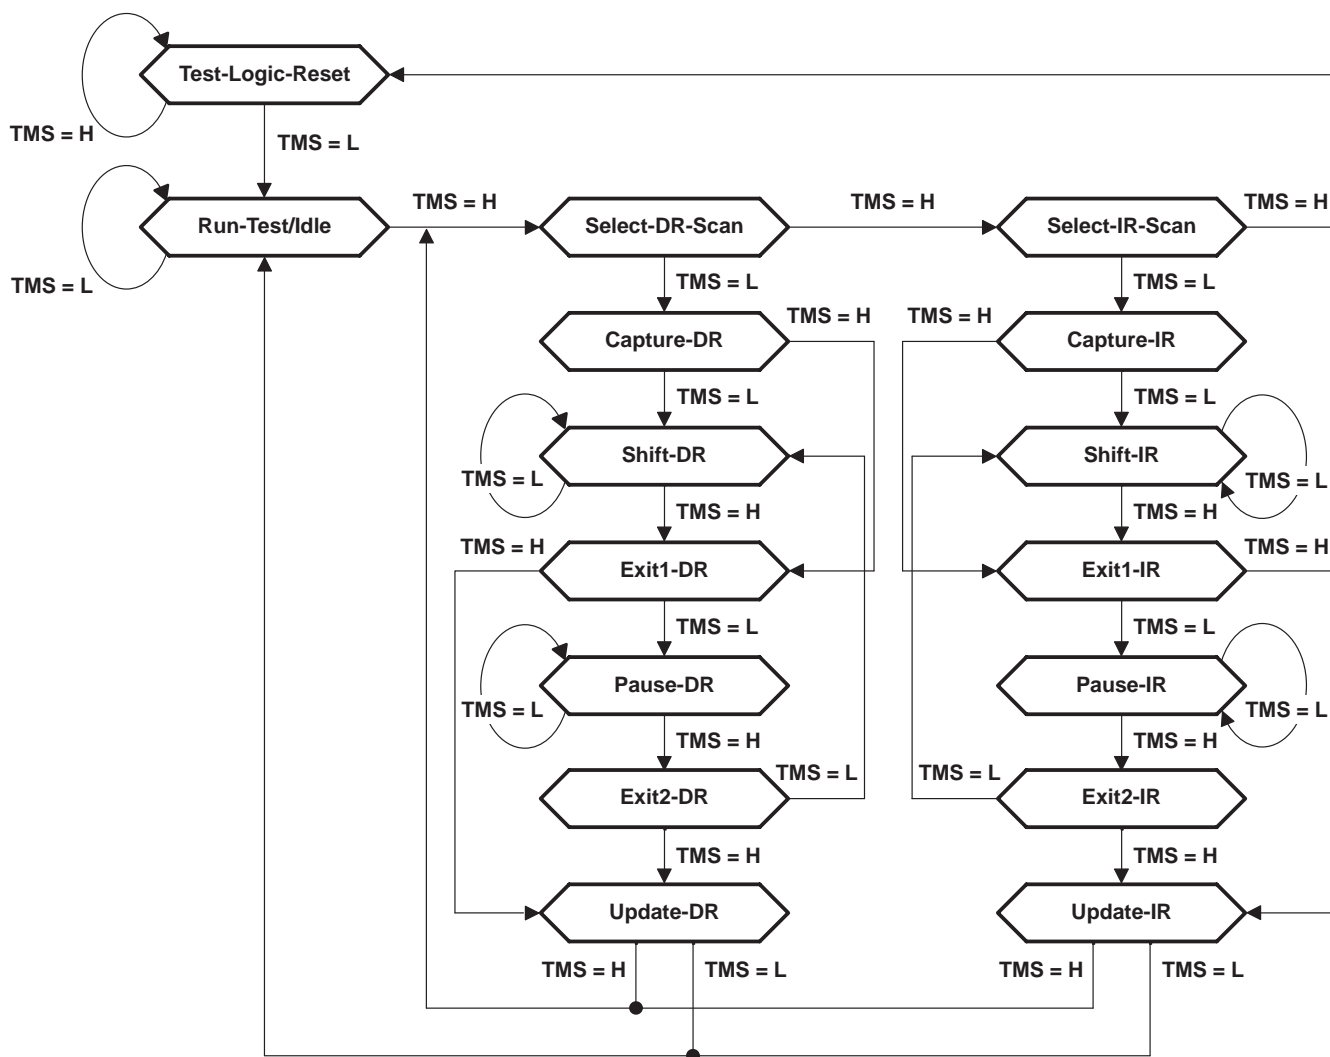 Test-Logic-Reset
TMS = H
TMS = L
TMS = H
TMS = H
TMS = H
Run-Test/Idle
Select-DR-Scan
Select-IR-Scan
TMS = L
TMS = L
TMS = L
TMS = H
TMS = H
Capture-DR
Capture-IR
TMS = L
TMS = L
Shift-DR
Shift-IR
TMS = L
TMS = L
TMS = H
TMS = H
TMS = H
TMS = H
Exit1-DR
Exit1-IR
TMS = L
TMS = L
Pause-DR
Pause-IR
TMS = L
TMS = L
TMS = H
TMS = H
TMS = L
TMS = L
Exit2-DR
Exit2-IR
TMS = H
TMS = H
Update-DR
Update-IR
TMS = H
TMS = L
TMS = H
TMS = L